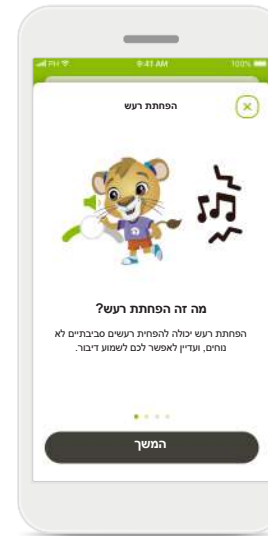 PH
9:41 AM
100%
הפחתת רעש
מה זה הפחתת רעש?
הפחתת רעש יכולה להפחית רעשים סביבתיים לא
נוחים, ועדיין לאפשר לכם לשמוע דיבור.
המשך